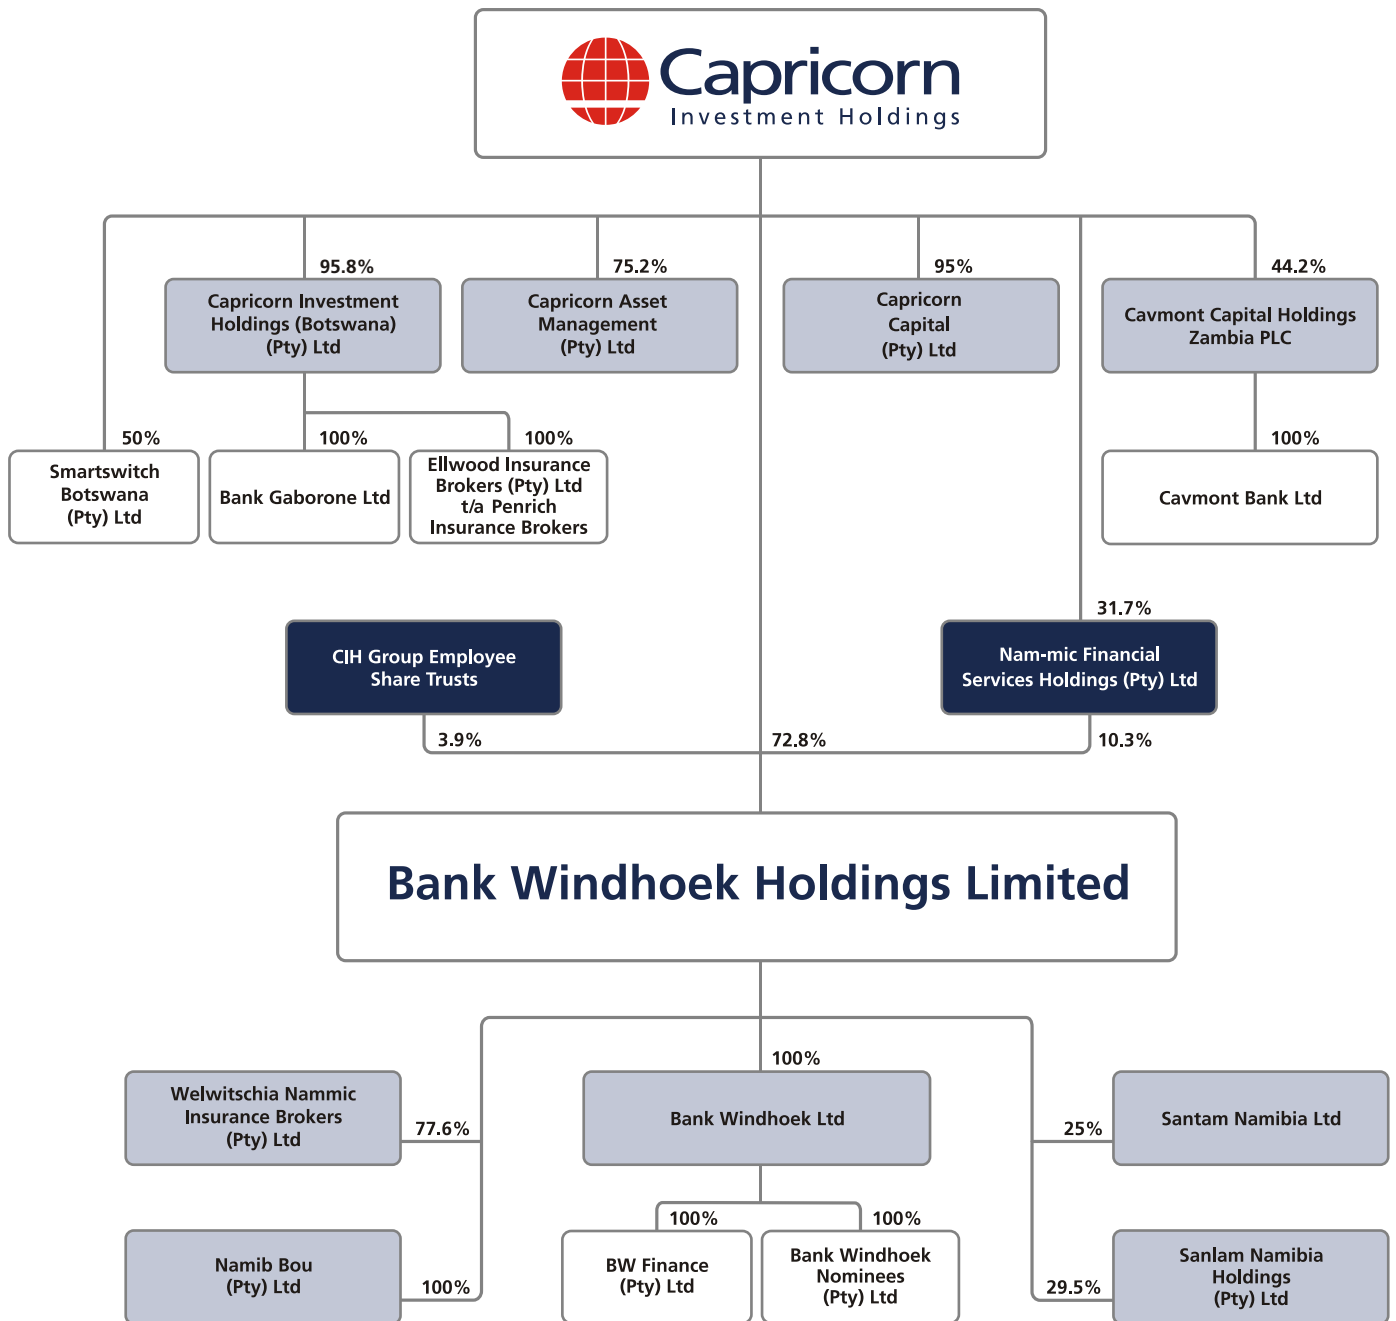 Capricorn
Investment Holdings
95.8%
75.2%
95%
44.2%
Capricorn Investment
Holdings (Botswana)
(Pty) Ltd
Capricorn Asset
Management
(Pty) Ltd
Capricorn
Capital
(Pty) Ltd
Cavmont Capital Holdings
Zambia PLC
50%
100%
100%
100%
Smartswitch
Botswana
(Pty) Ltd
Bank Gaborone Ltd
Ellwood Insurance
Brokers (Pty) Ltd
t/a Penrich
Insurance Brokers
Cavmont Bank Ltd
31.7%
CIH Group Employee
Share Trusts
Nam-mic Financial
Services Holdings (Pty) Ltd
3.9%
72.8%
10.3%
Bank Windhoek Holdings Limited
100%
Welwitschia Nammic
Insurance Brokers
(Pty) Ltd
77.6%
Bank Windhoek Ltd
25%
Santam Namibia Ltd
100%
100%
Namib Bou
(Pty) Ltd
100%
BW Finance
(Pty) Ltd
Bank Windhoek
Nominees
(Pty) Ltd
29.5%
Sanlam Namibia
Holdings
(Pty) Ltd